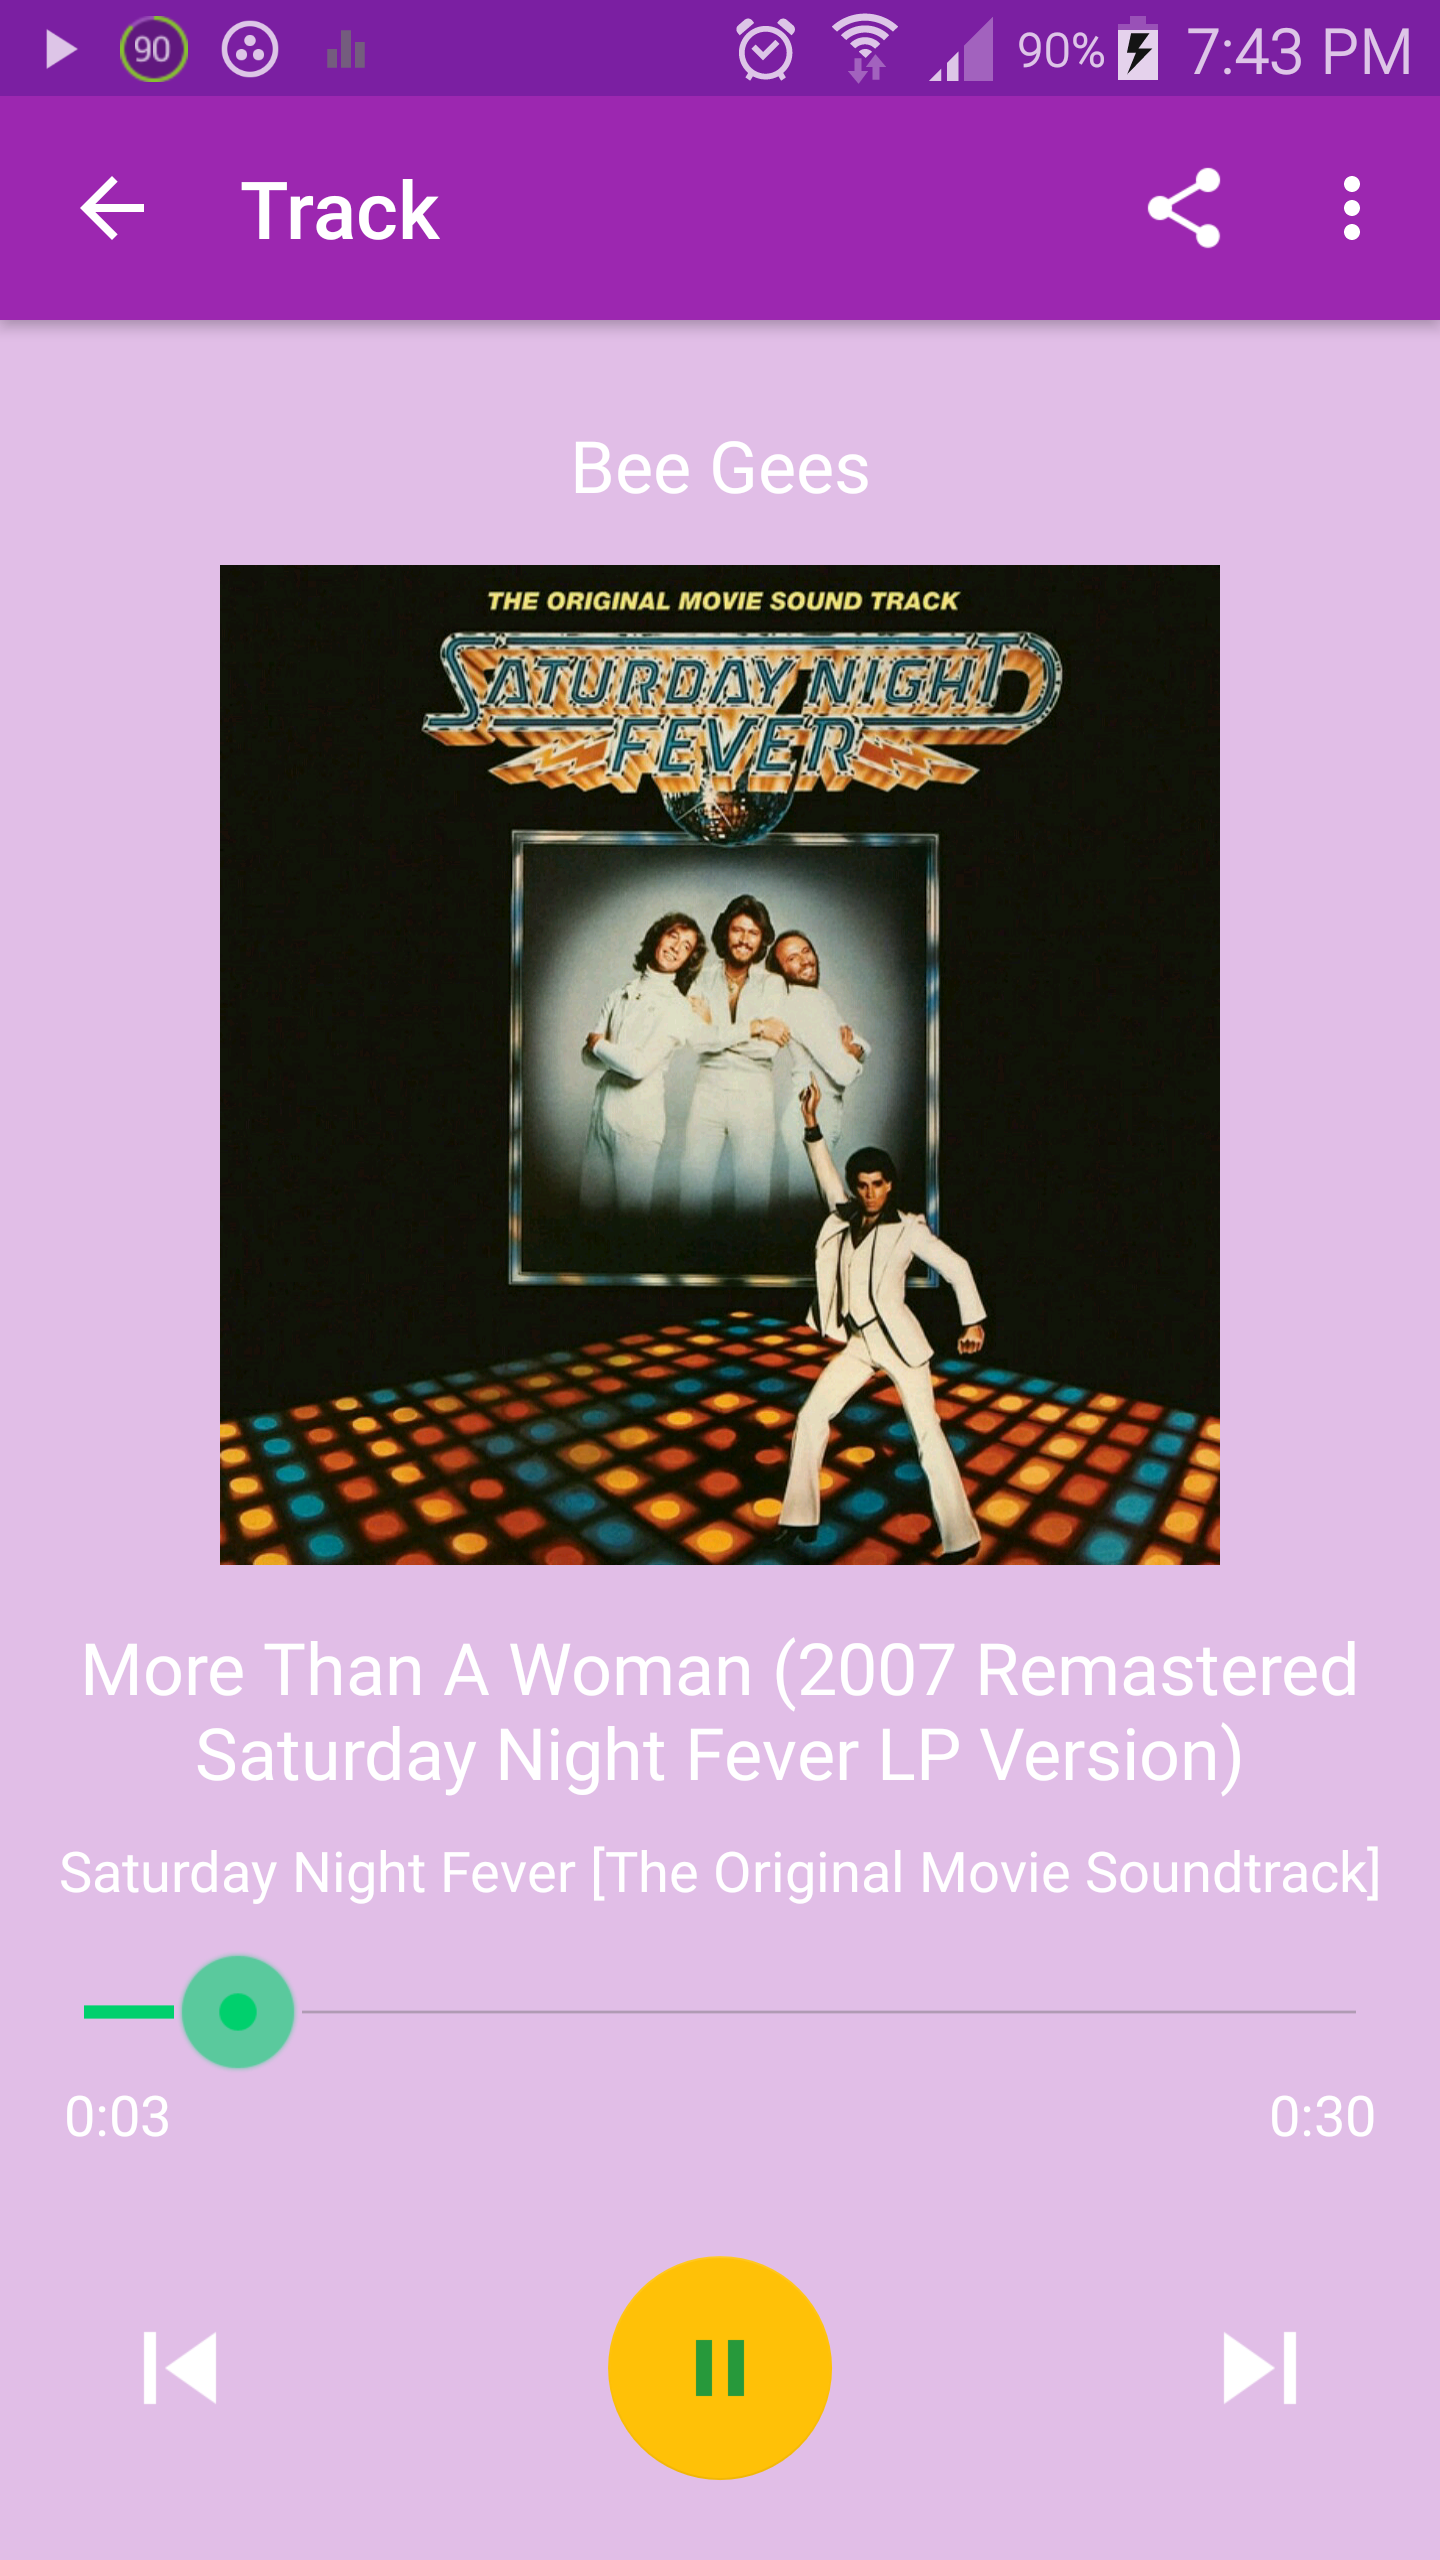 90
90%
7:43 PM
Track
Bee Gees
THE ORIGINAL MOVIE SOUND TRACK
SATURDAY NIGHT
FEVER
More Than A Woman (2007 Remastered
Saturday Night Fever LP Version)
Saturday Night Fever [The Original Movie Soundtrack]
0:03
0:30